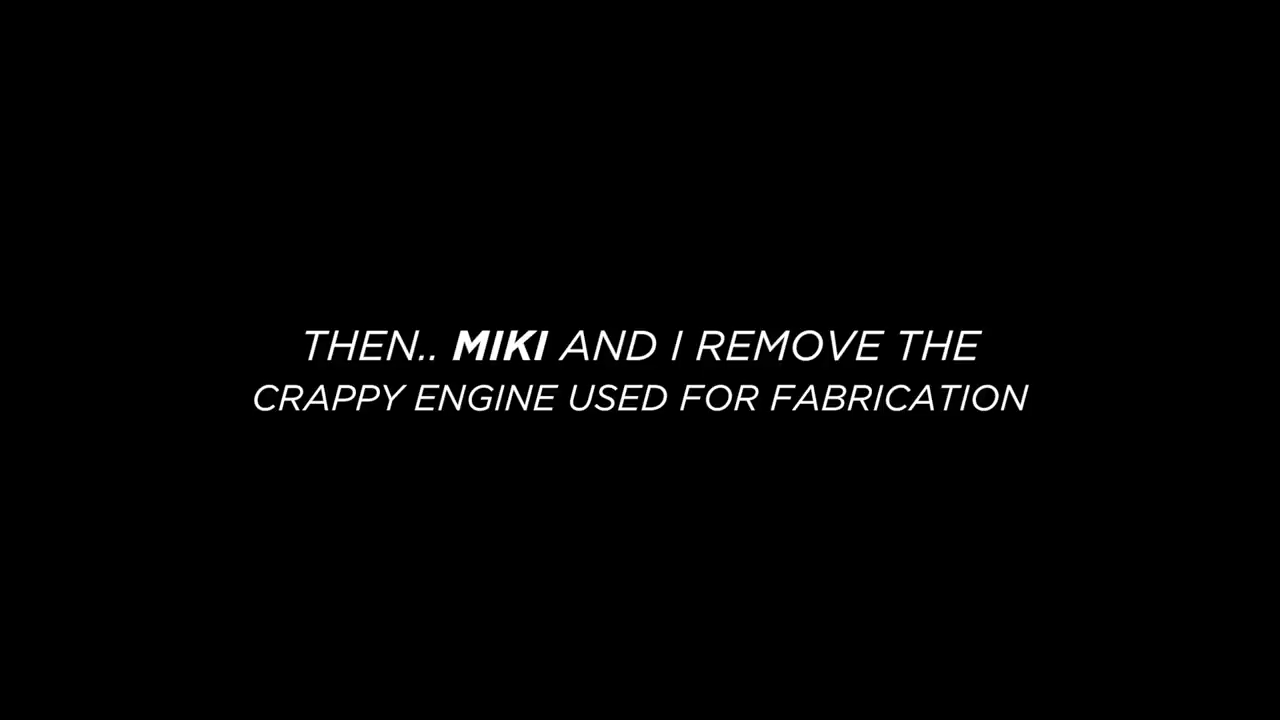 THEN.. MIKI AND I REMOVE THE
CRAPPY ENGINE USED FOR FABRICATION